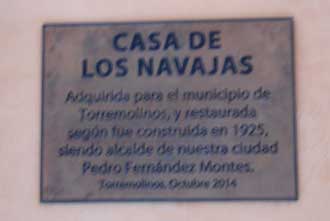 CASA DE
LOS NAVAJAS
Adquirida para el municipio de
Torremolinos, y restaurada
según fue construida en 1925,
siendo alcalde de nuestra ciudad
Pedro Fernández Montes.
Torremolinos, Octubre 2014